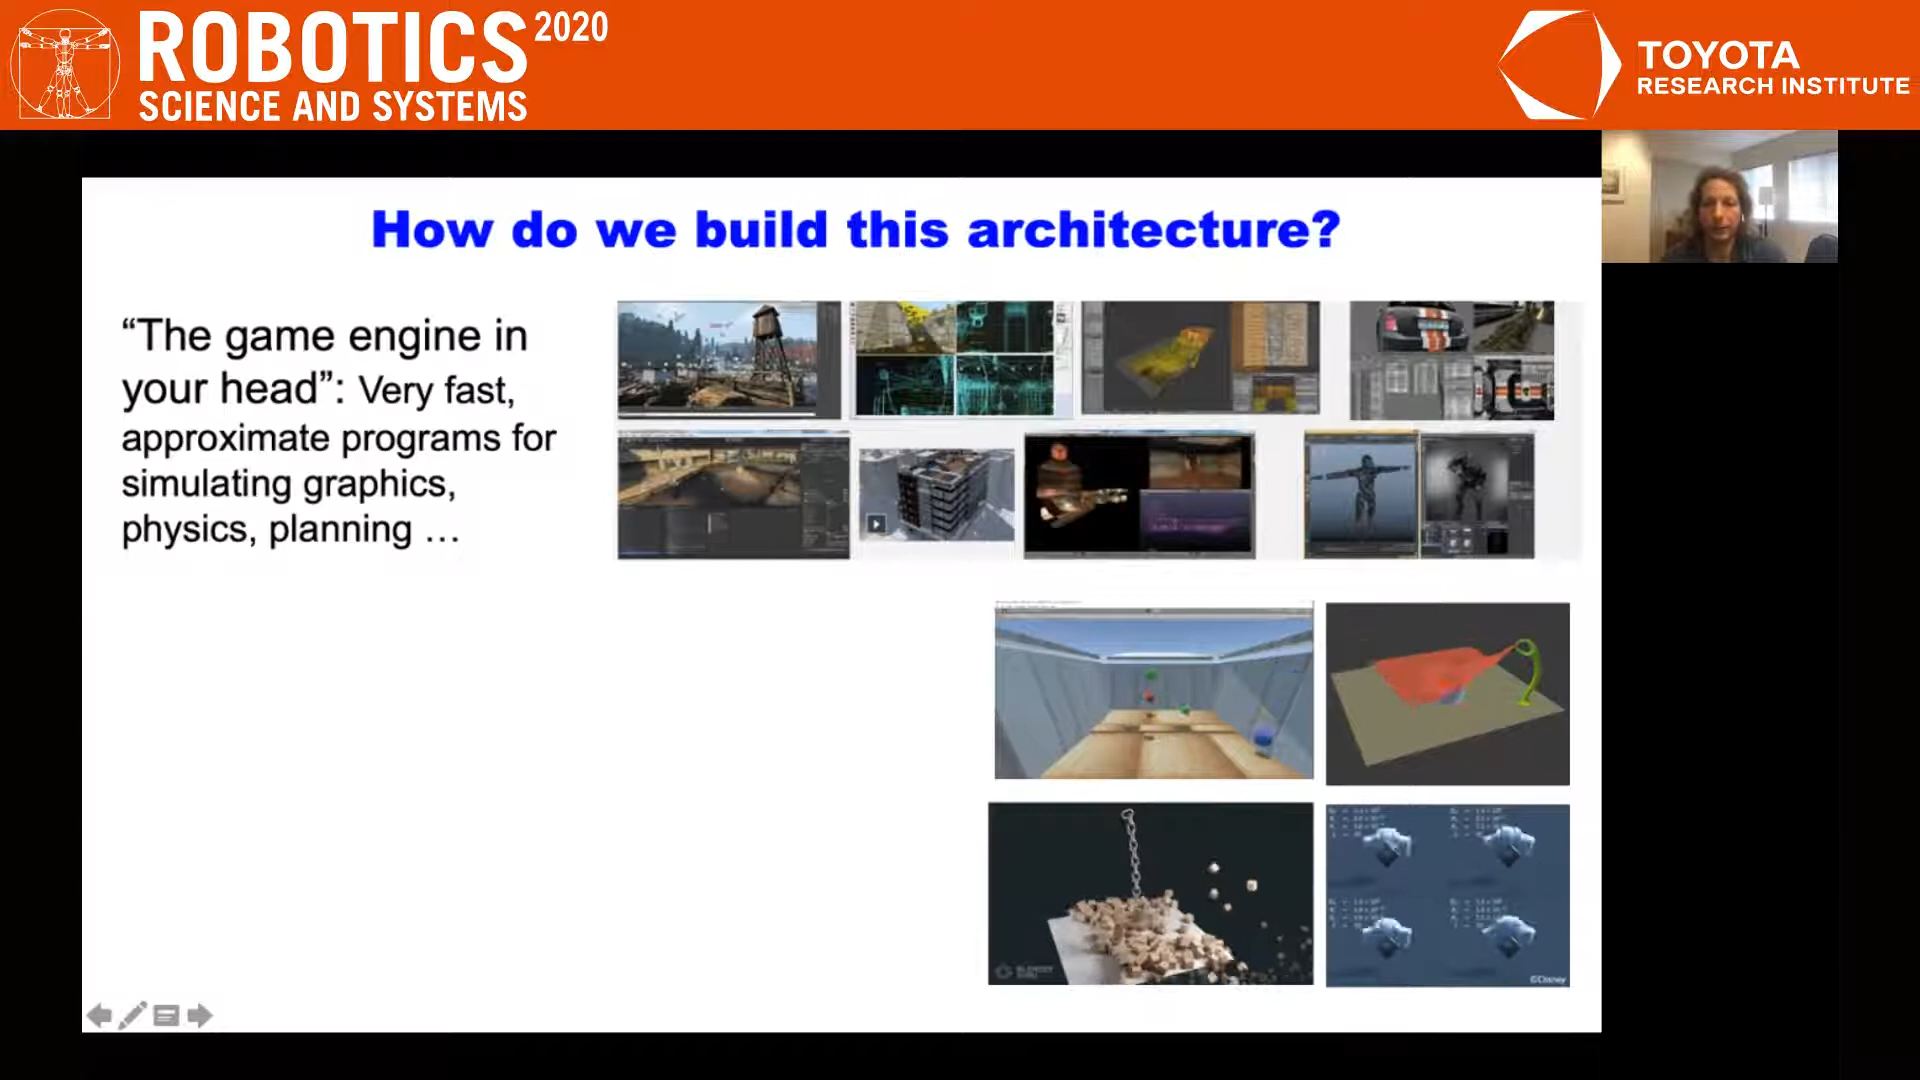 ROBOTICS 2020
SCIENCE AND SYSTEMS
TOYOTA
RESEARCH INSTITUTE
How do we build this architecture?
“The game engine in
your head”: Very fast,
approximate programs for
simulating graphics,
physics, planning …
©Disney